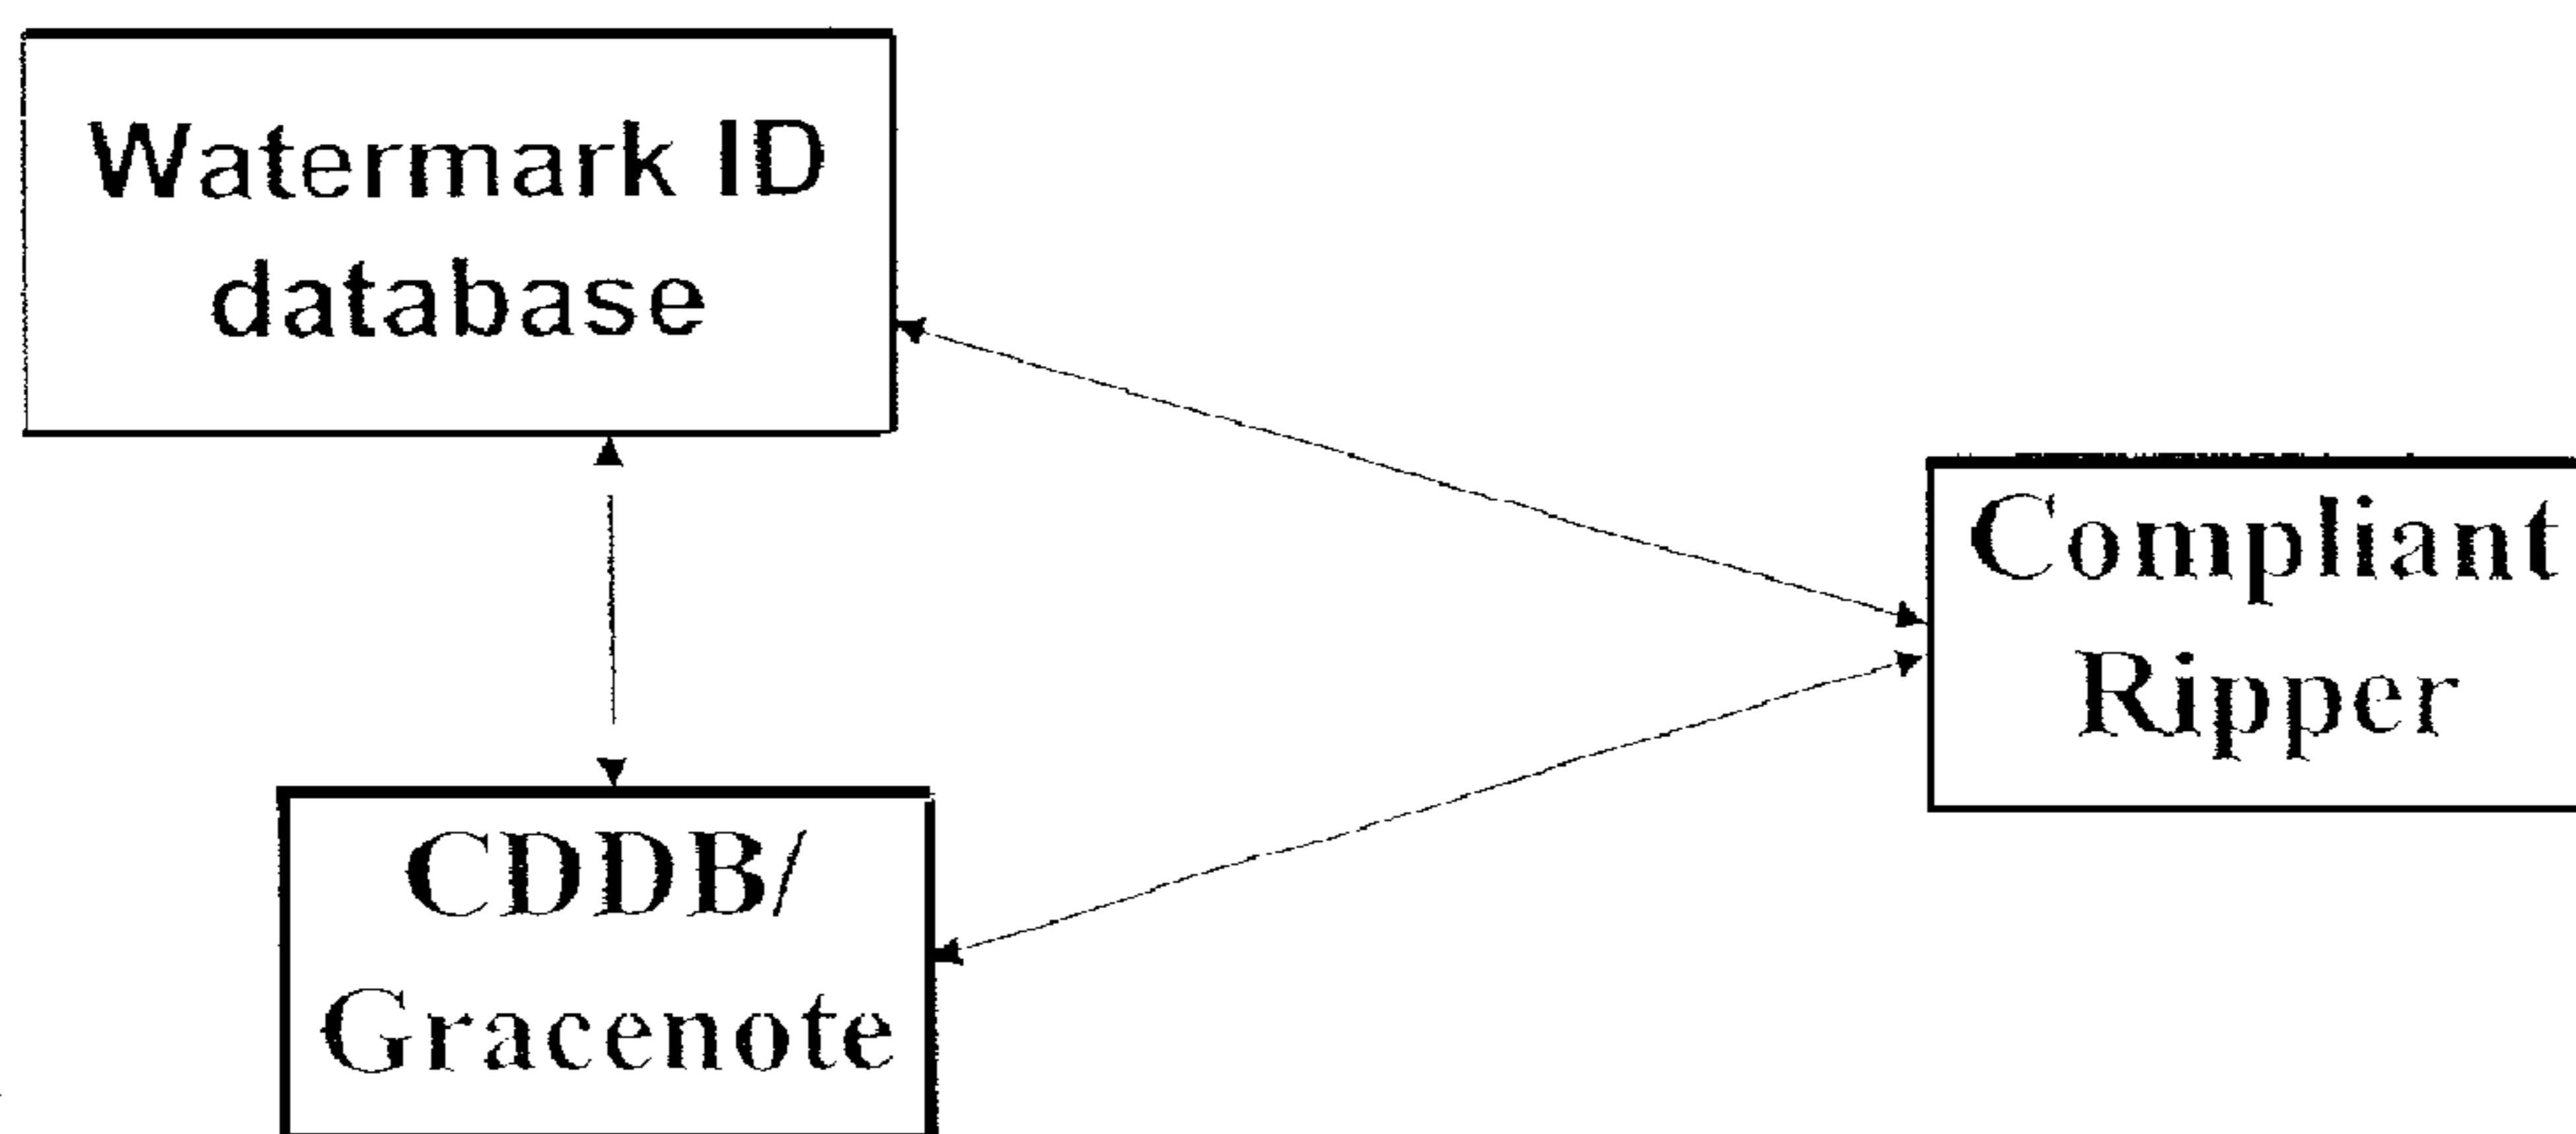 Watermark ID
database
Compliant
Ripper
CDDB/
Gracenote